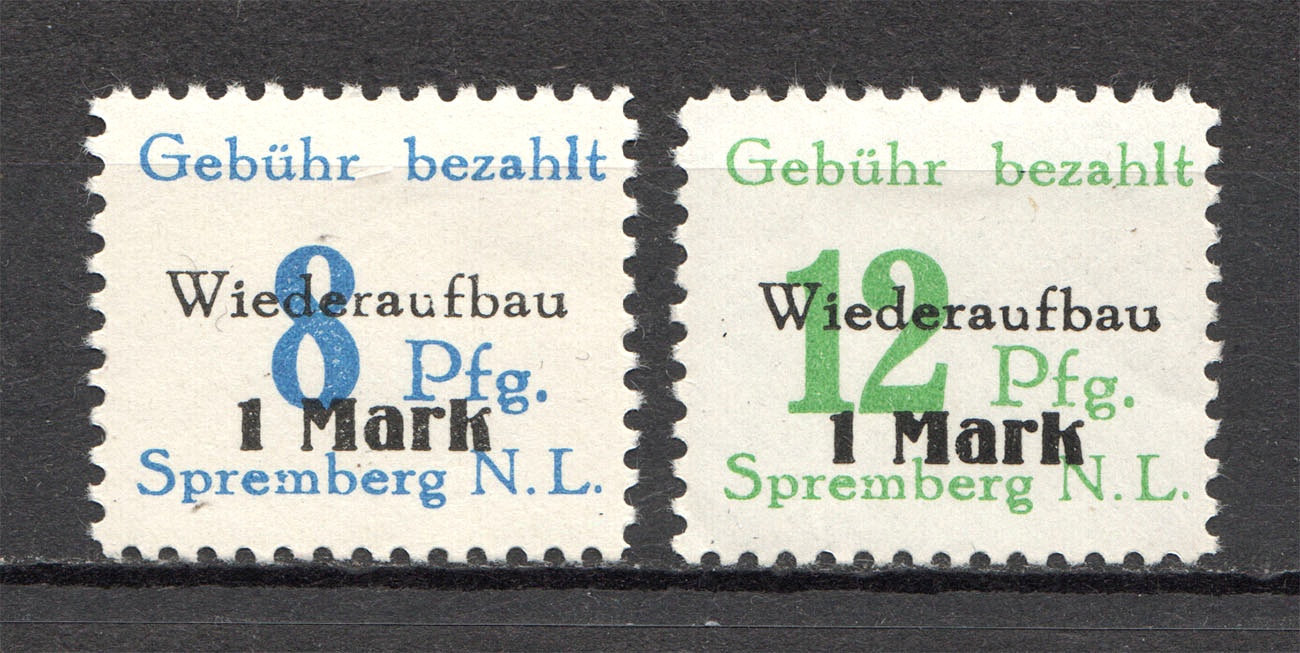 Gebühr bezahlt
8
Wiederaufbau
Pfg.
1 Mark
Spremberg N.L.
Gebühr bezahlt
12
Wiederaufbau
Pfg.
1 Mark
Spremberg N.L.